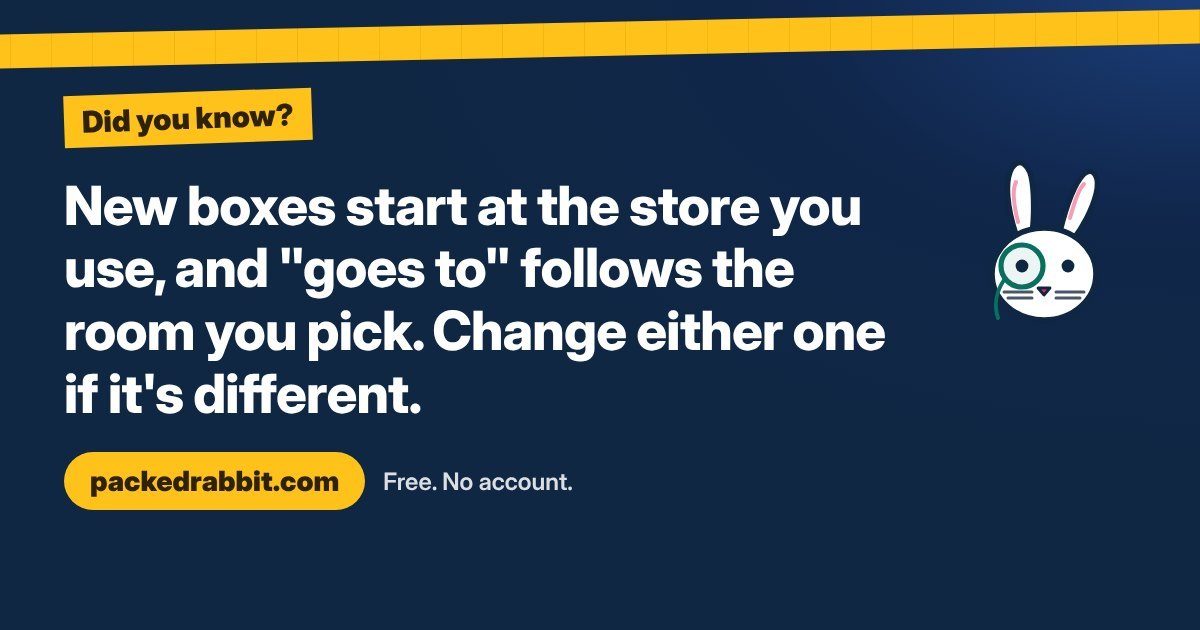 Did you know?
New boxes start at the store you
use, and "goes to" follows the
room you pick. Change either one
if it's different.
packedrabbit.com
Free. No account.